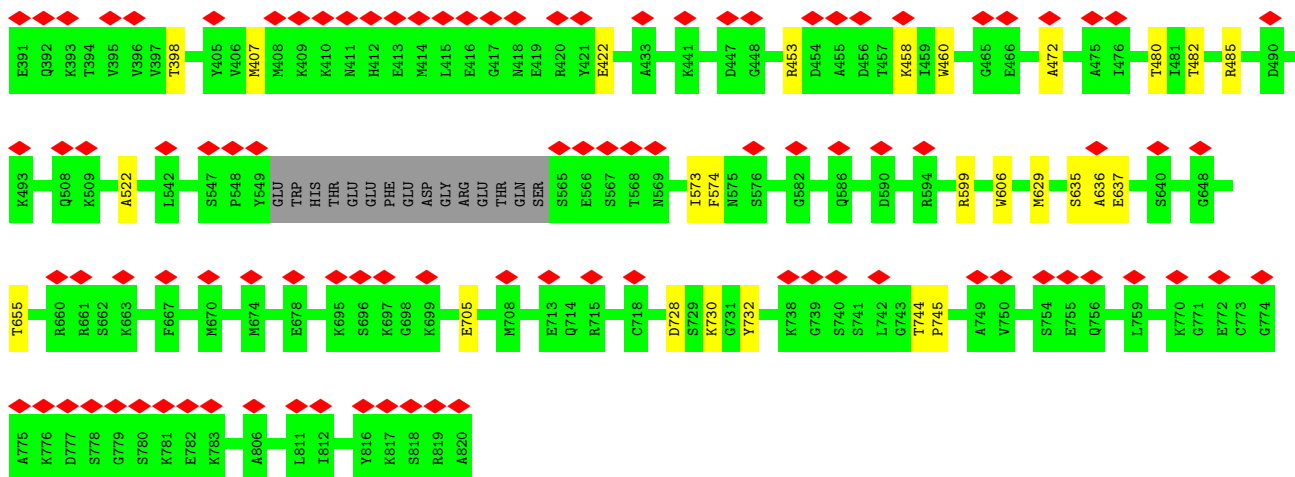 E391 Q392 K393 T394 V395 V396 V397 T398 Y405 V406 M407 M408 K409 K410 N411 H412 E413 M414 L415 E416 G417 N418 E419 R420 Y421 E422 A433 K441 D447 G448 R453 D454 A455 D456 T457 K458 I459 W460 G465 E466 A472 A475 I476 T480 I481 T482 R485 D490
K493 Q508 K509 A522 L542 S547 P548 Y549 GLU TRP HIS THR GLU GLU PHE GLU ASP GLY ARG GLU THR GLN SER S565 E566 S567 T568 N569 I573 F574 N575 S576 G582 Q586 D590 R594 R599 W606 M629 S635 A636 E637 S640 G648
T655 R660 R661 S662 K663 F667 M670 M674 E678 K695 S696 K697 G698 K699 E705 M708 E713 Q714 R715 C718 D728 S729 K730 G731 Y732 K738 G739 S740 S741 L742 G743 T744 P745 A749 V750 S754 E755 Q756 L759 K770 G771 E772 C773 G774
A775 K776 D777 S778 G779 S780 K781 E782 K783 A806 L811 I812 Y816 K817 S818 R819 A820